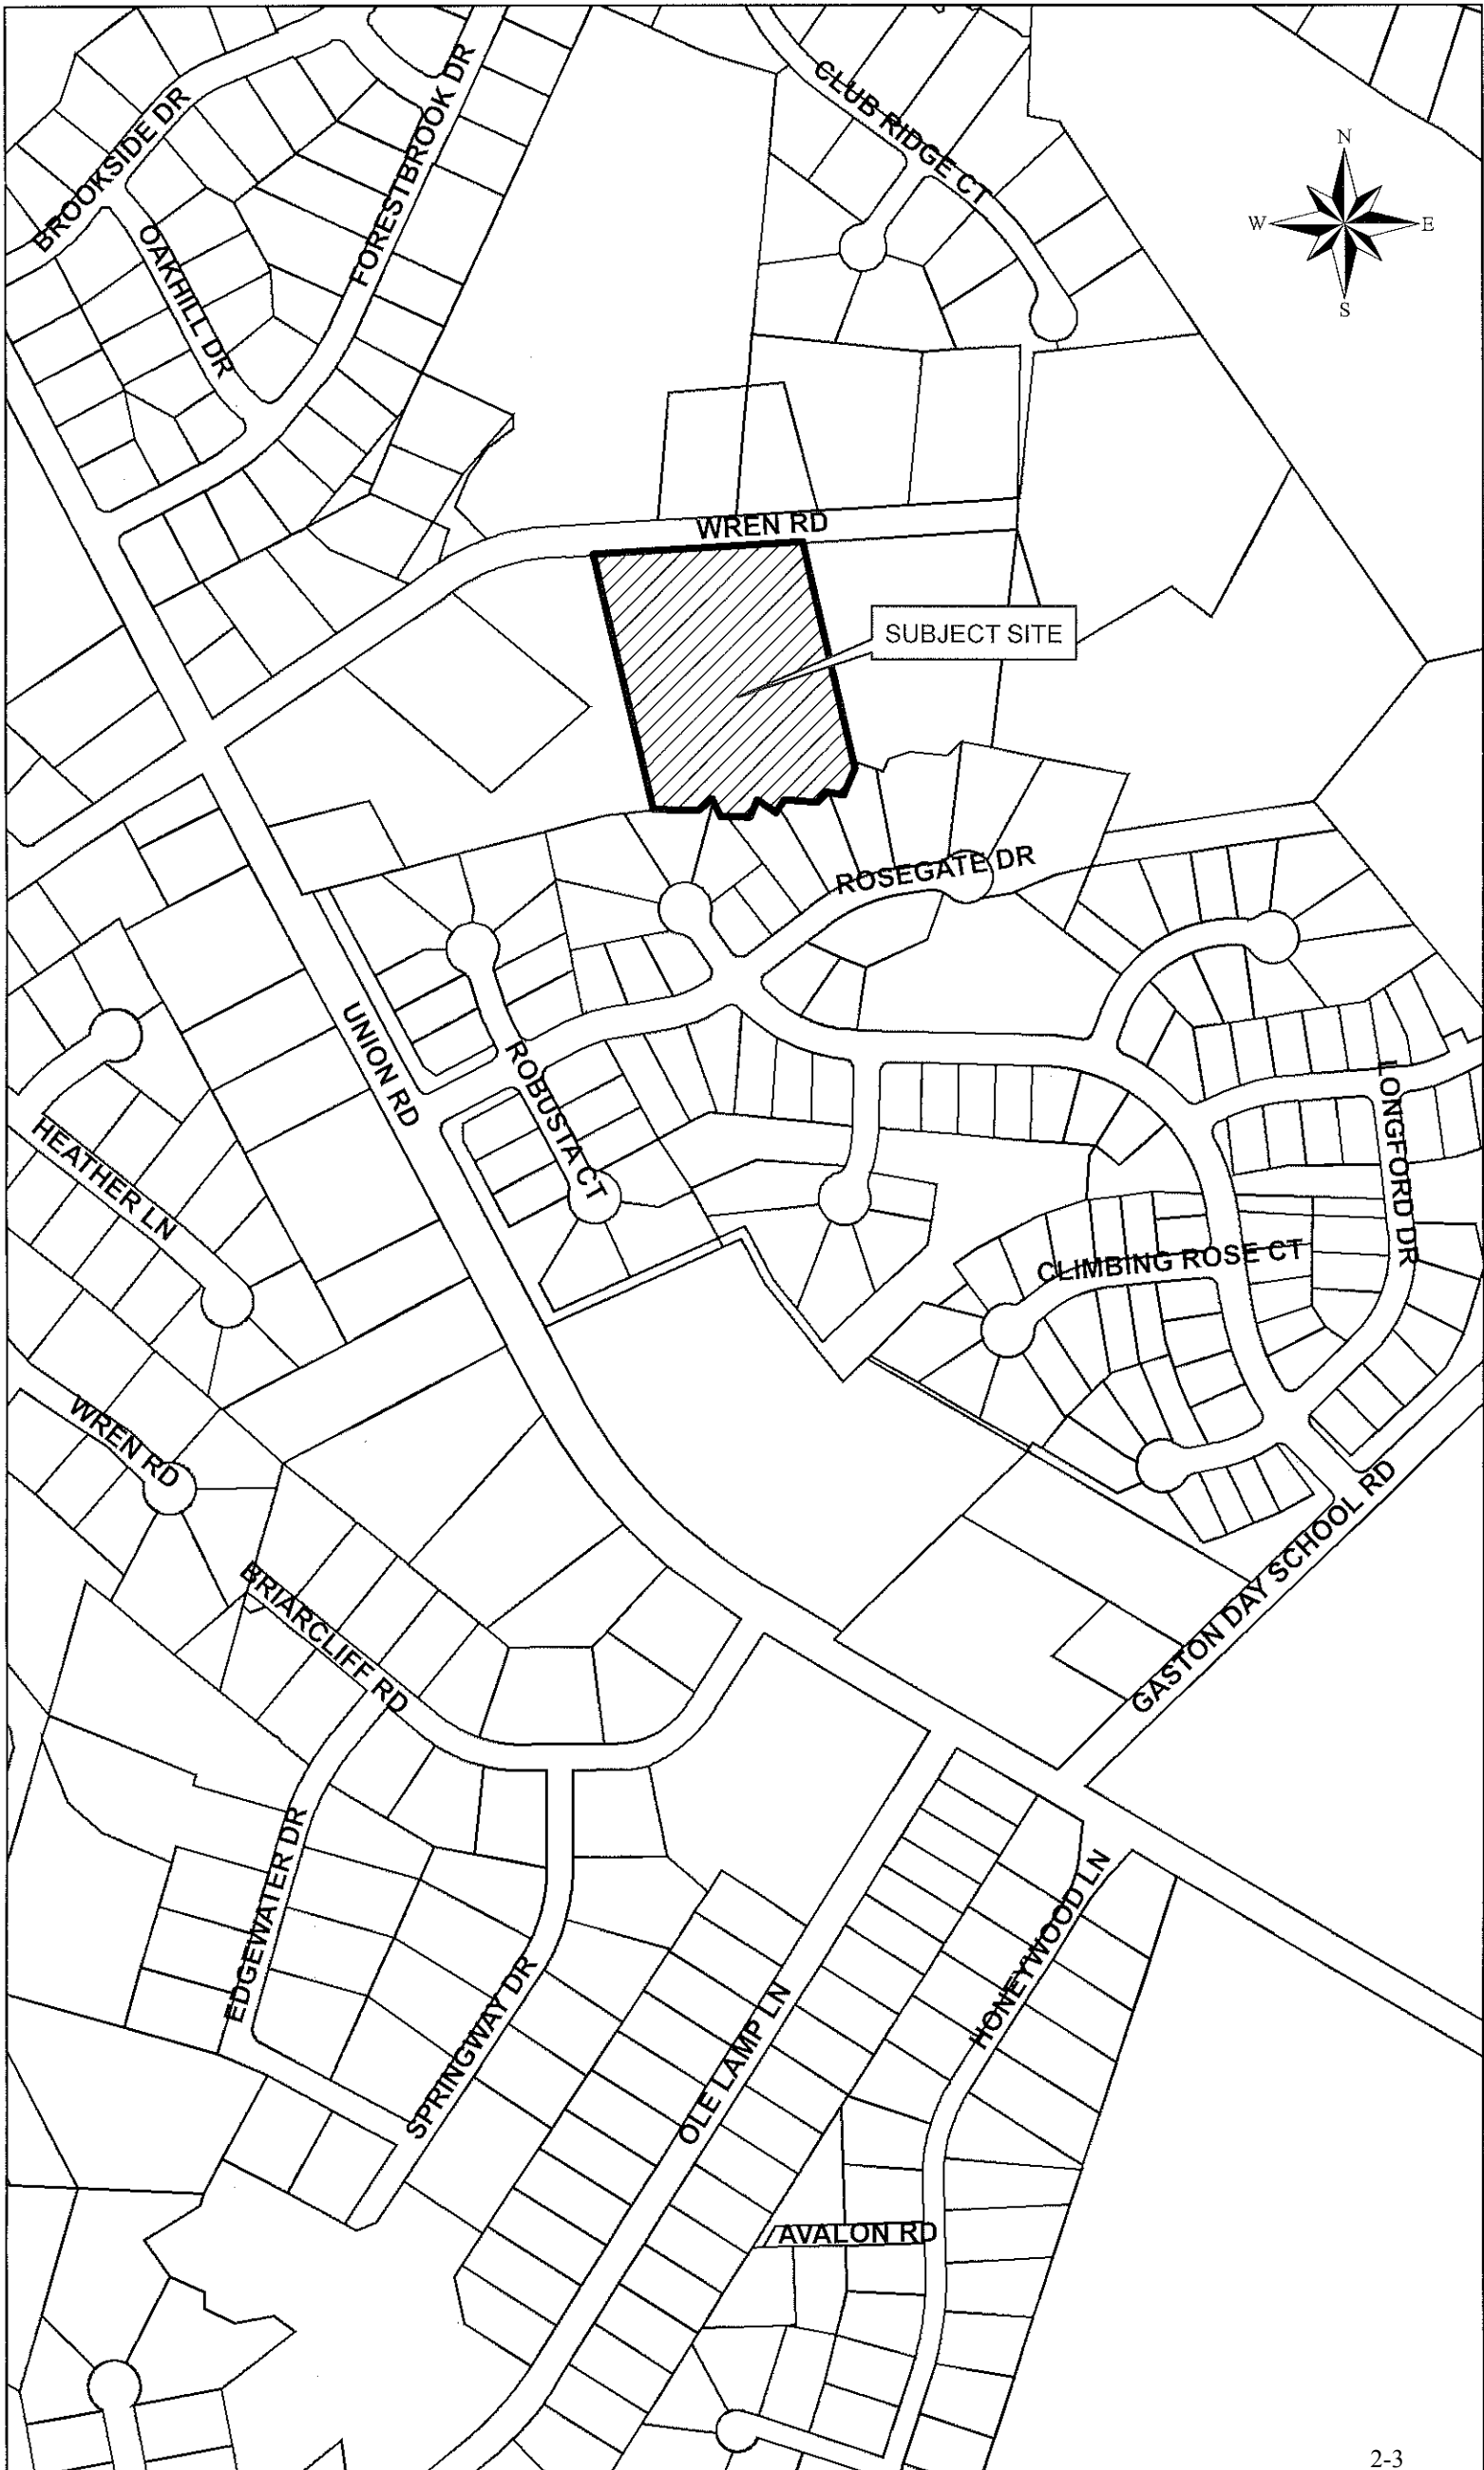 CLUB RIDGE CT
FORESTBROOK DR
BROOKSIDE DR
OAKHILL DR
N
W
E
S
WREN RD
SUBJECT SITE
ROSEGATE DR
UNION RD
ROBUSTA CT
LONGFORD DR
HEATHER LN
CLIMBING ROSE CT
WREN RD
GASTON DAY SCHOOL RD
BRIARCLIFF RD
EDGEWATER DR
HONEYWOOD LN
SPRINGWAY DR
OLE LAMP LN
AVALON RD
2-3